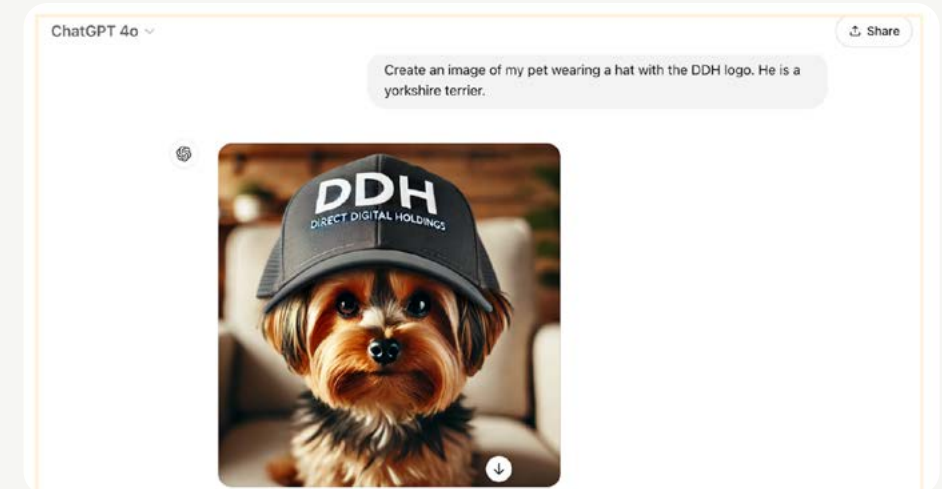 ChatGPT 4o
Share
Create an image of my pet wearing a hat with the DDH logo. He is a
yorkshire terrier.
DDH
DIRECT DIGITAL HOLDINGS